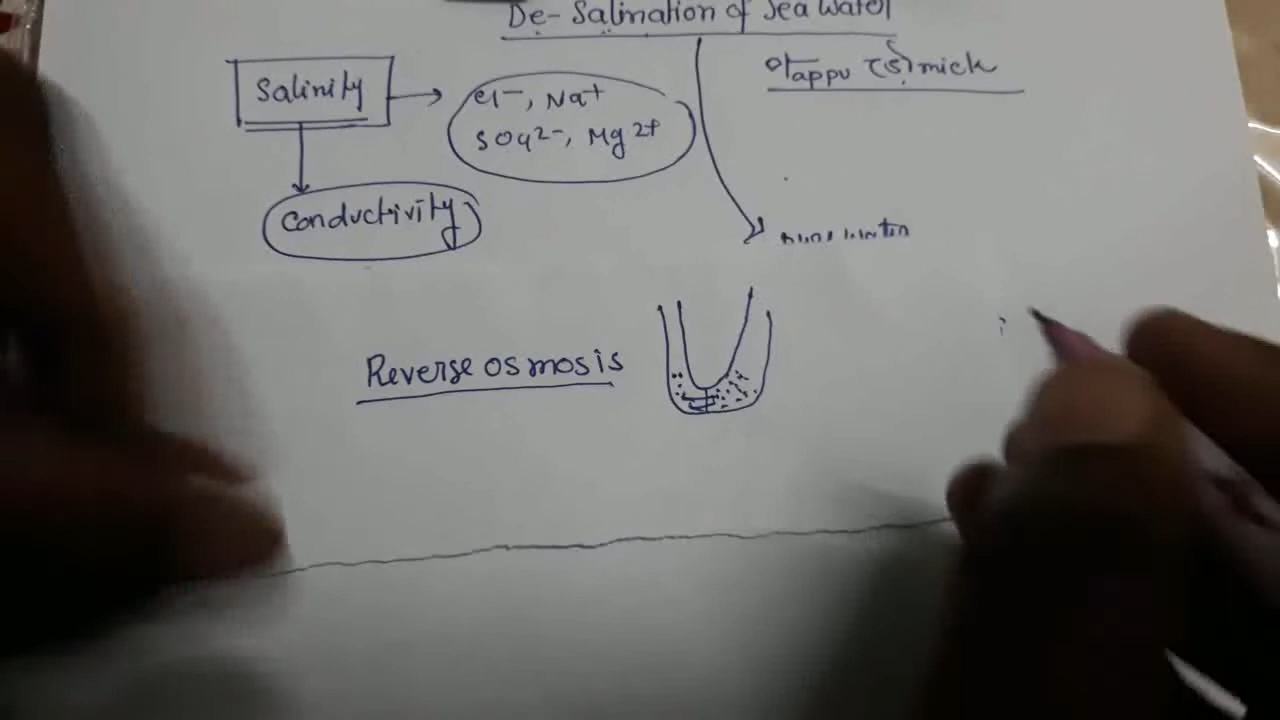 De-Salination of Sea Water
Salinity
Cl⁻, Na⁺
SO4²⁻, Mg²⁺
Conductivity
Reverse osmosis